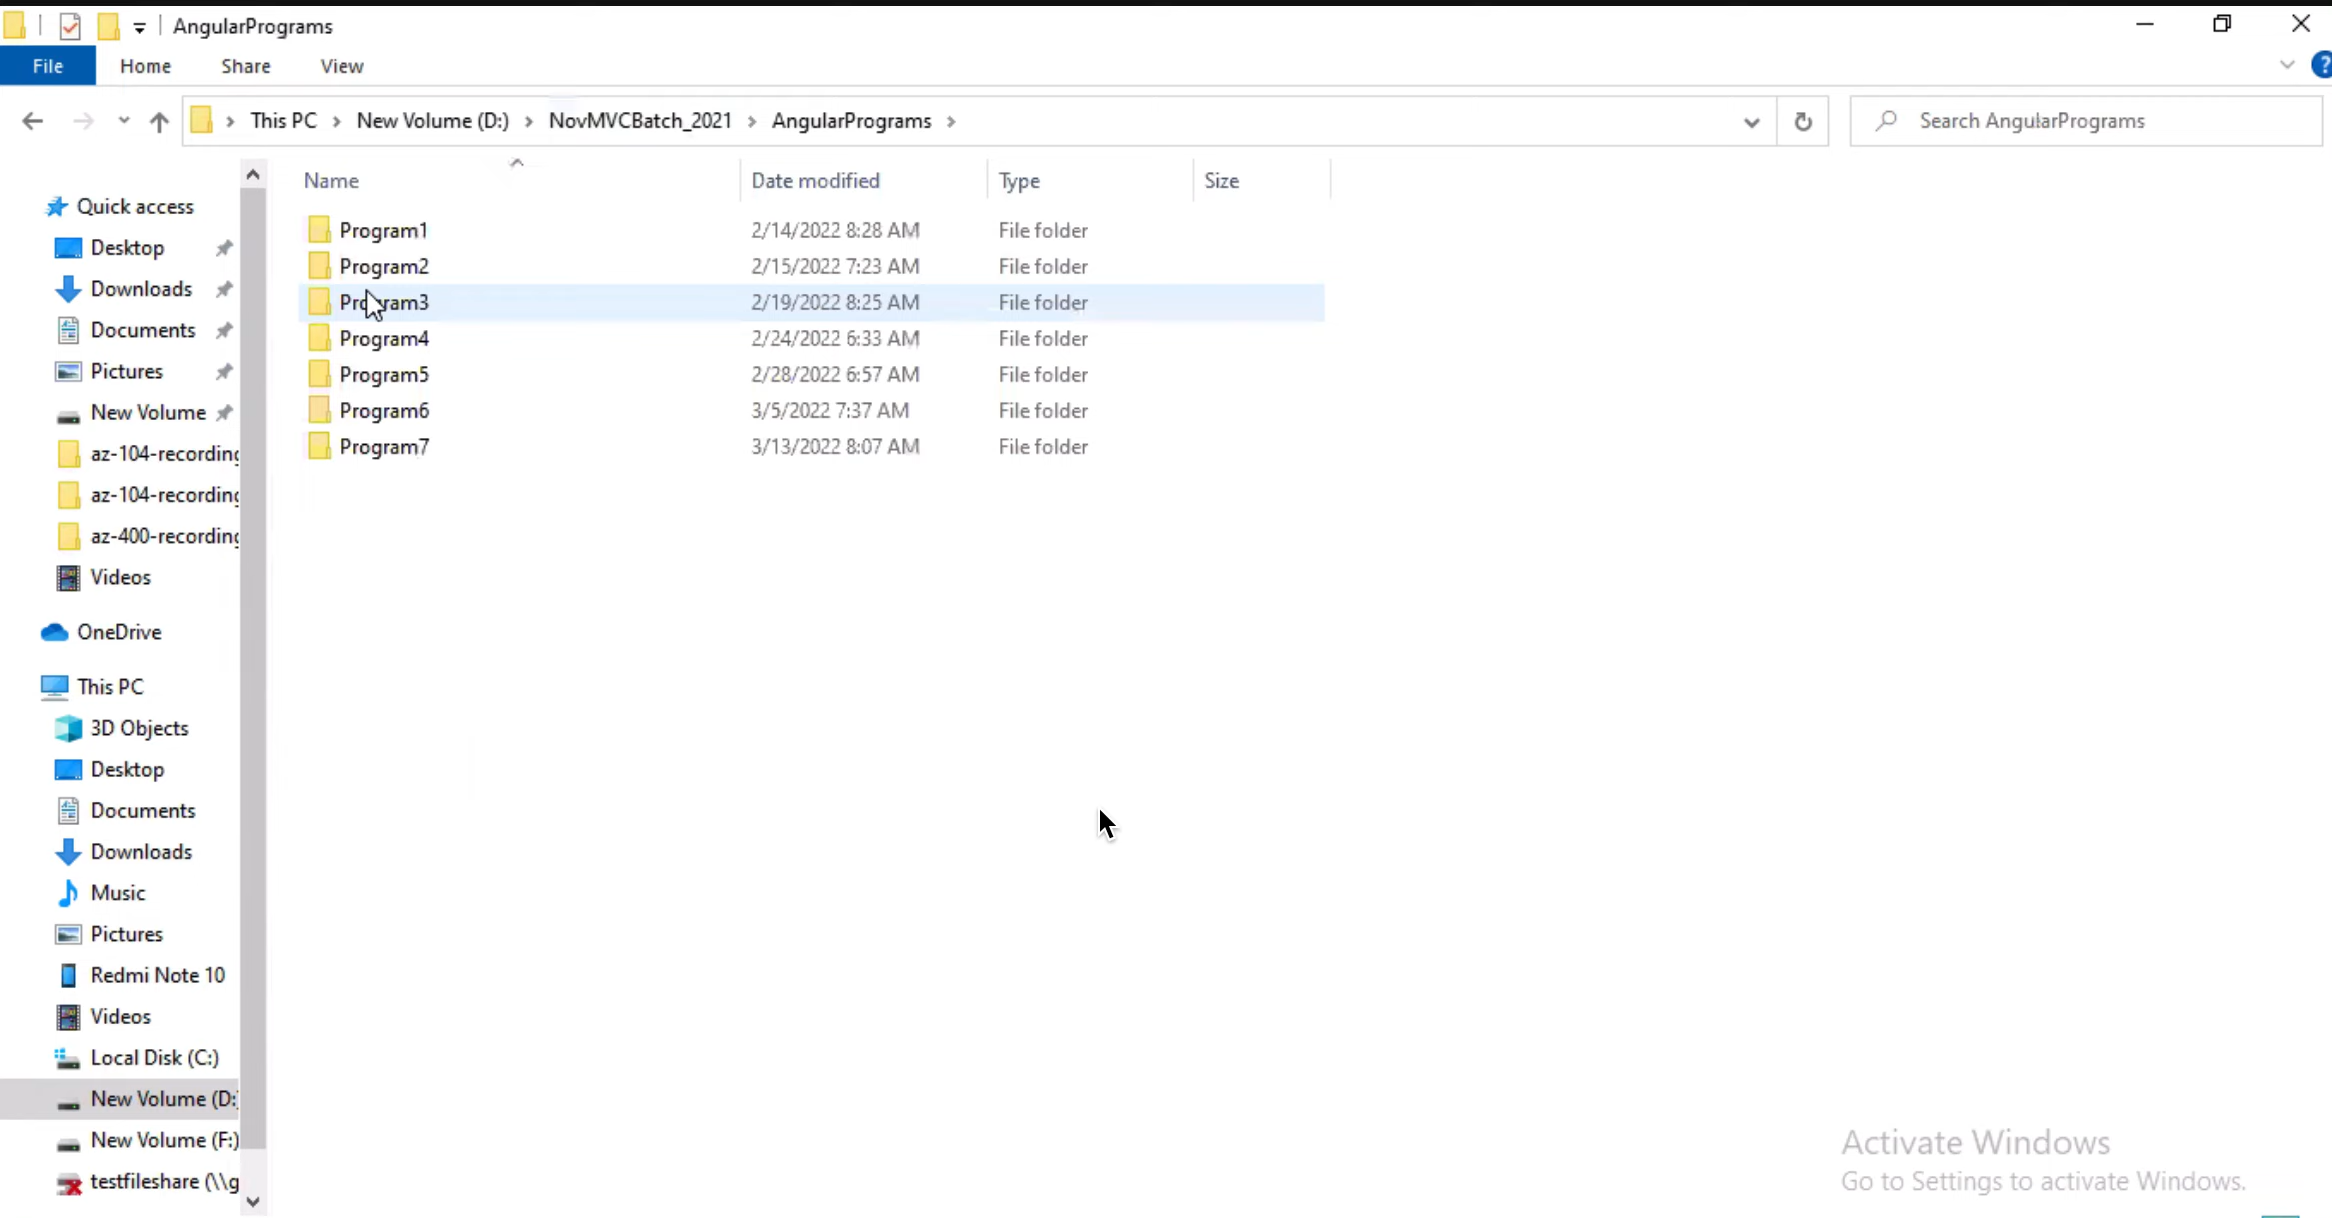 AngularPrograms
File Home Share View
This PC New Volume (D:) NovMVCBatch_2021 AngularPrograms
Search AngularPrograms
Name Date modified Type Size
Quick access
Desktop
Downloads
Documents
Pictures
New Volume
az-104-recording
az-104-recording
az-400-recording
Videos
OneDrive
This PC
3D Objects
Desktop
Documents
Downloads
Music
Pictures
Redmi Note 10
Videos
Local Disk (C:)
New Volume (D:
New Volume (F:)
testfileshare (\\g
Program1 2/14/2022 8:28 AM File folder
Program2 2/15/2022 7:23 AM File folder
Program3 2/19/2022 8:25 AM File folder
Program4 2/24/2022 6:33 AM File folder
Program5 2/28/2022 6:57 AM File folder
Program6 3/5/2022 7:37 AM File folder
Program7 3/13/2022 8:07 AM File folder
Activate Windows
Go to Settings to activate Windows.